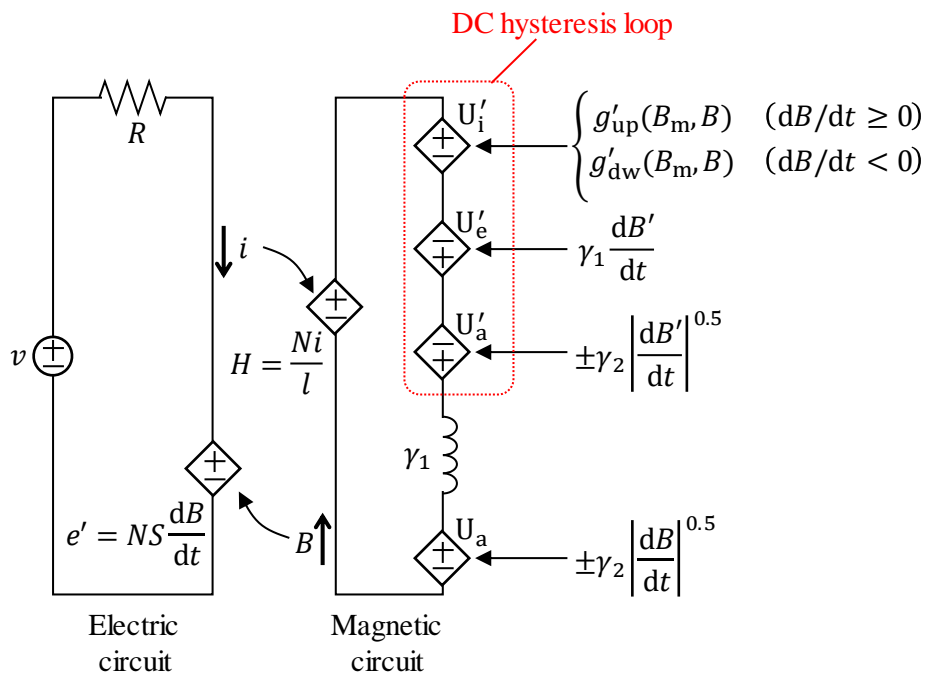 DC hysteresis loop
R
i
v
e′ = NS dB/dt
B
H = Ni/l
U′i
g′up(Bm, B) (dB/dt ≥ 0)
g′dw(Bm, B) (dB/dt < 0)
U′e
γ1 dB′/dt
U′a
±γ2|dB′/dt|^0.5
γ1
Ua
±γ2|dB/dt|^0.5
Electric
circuit
Magnetic
circuit